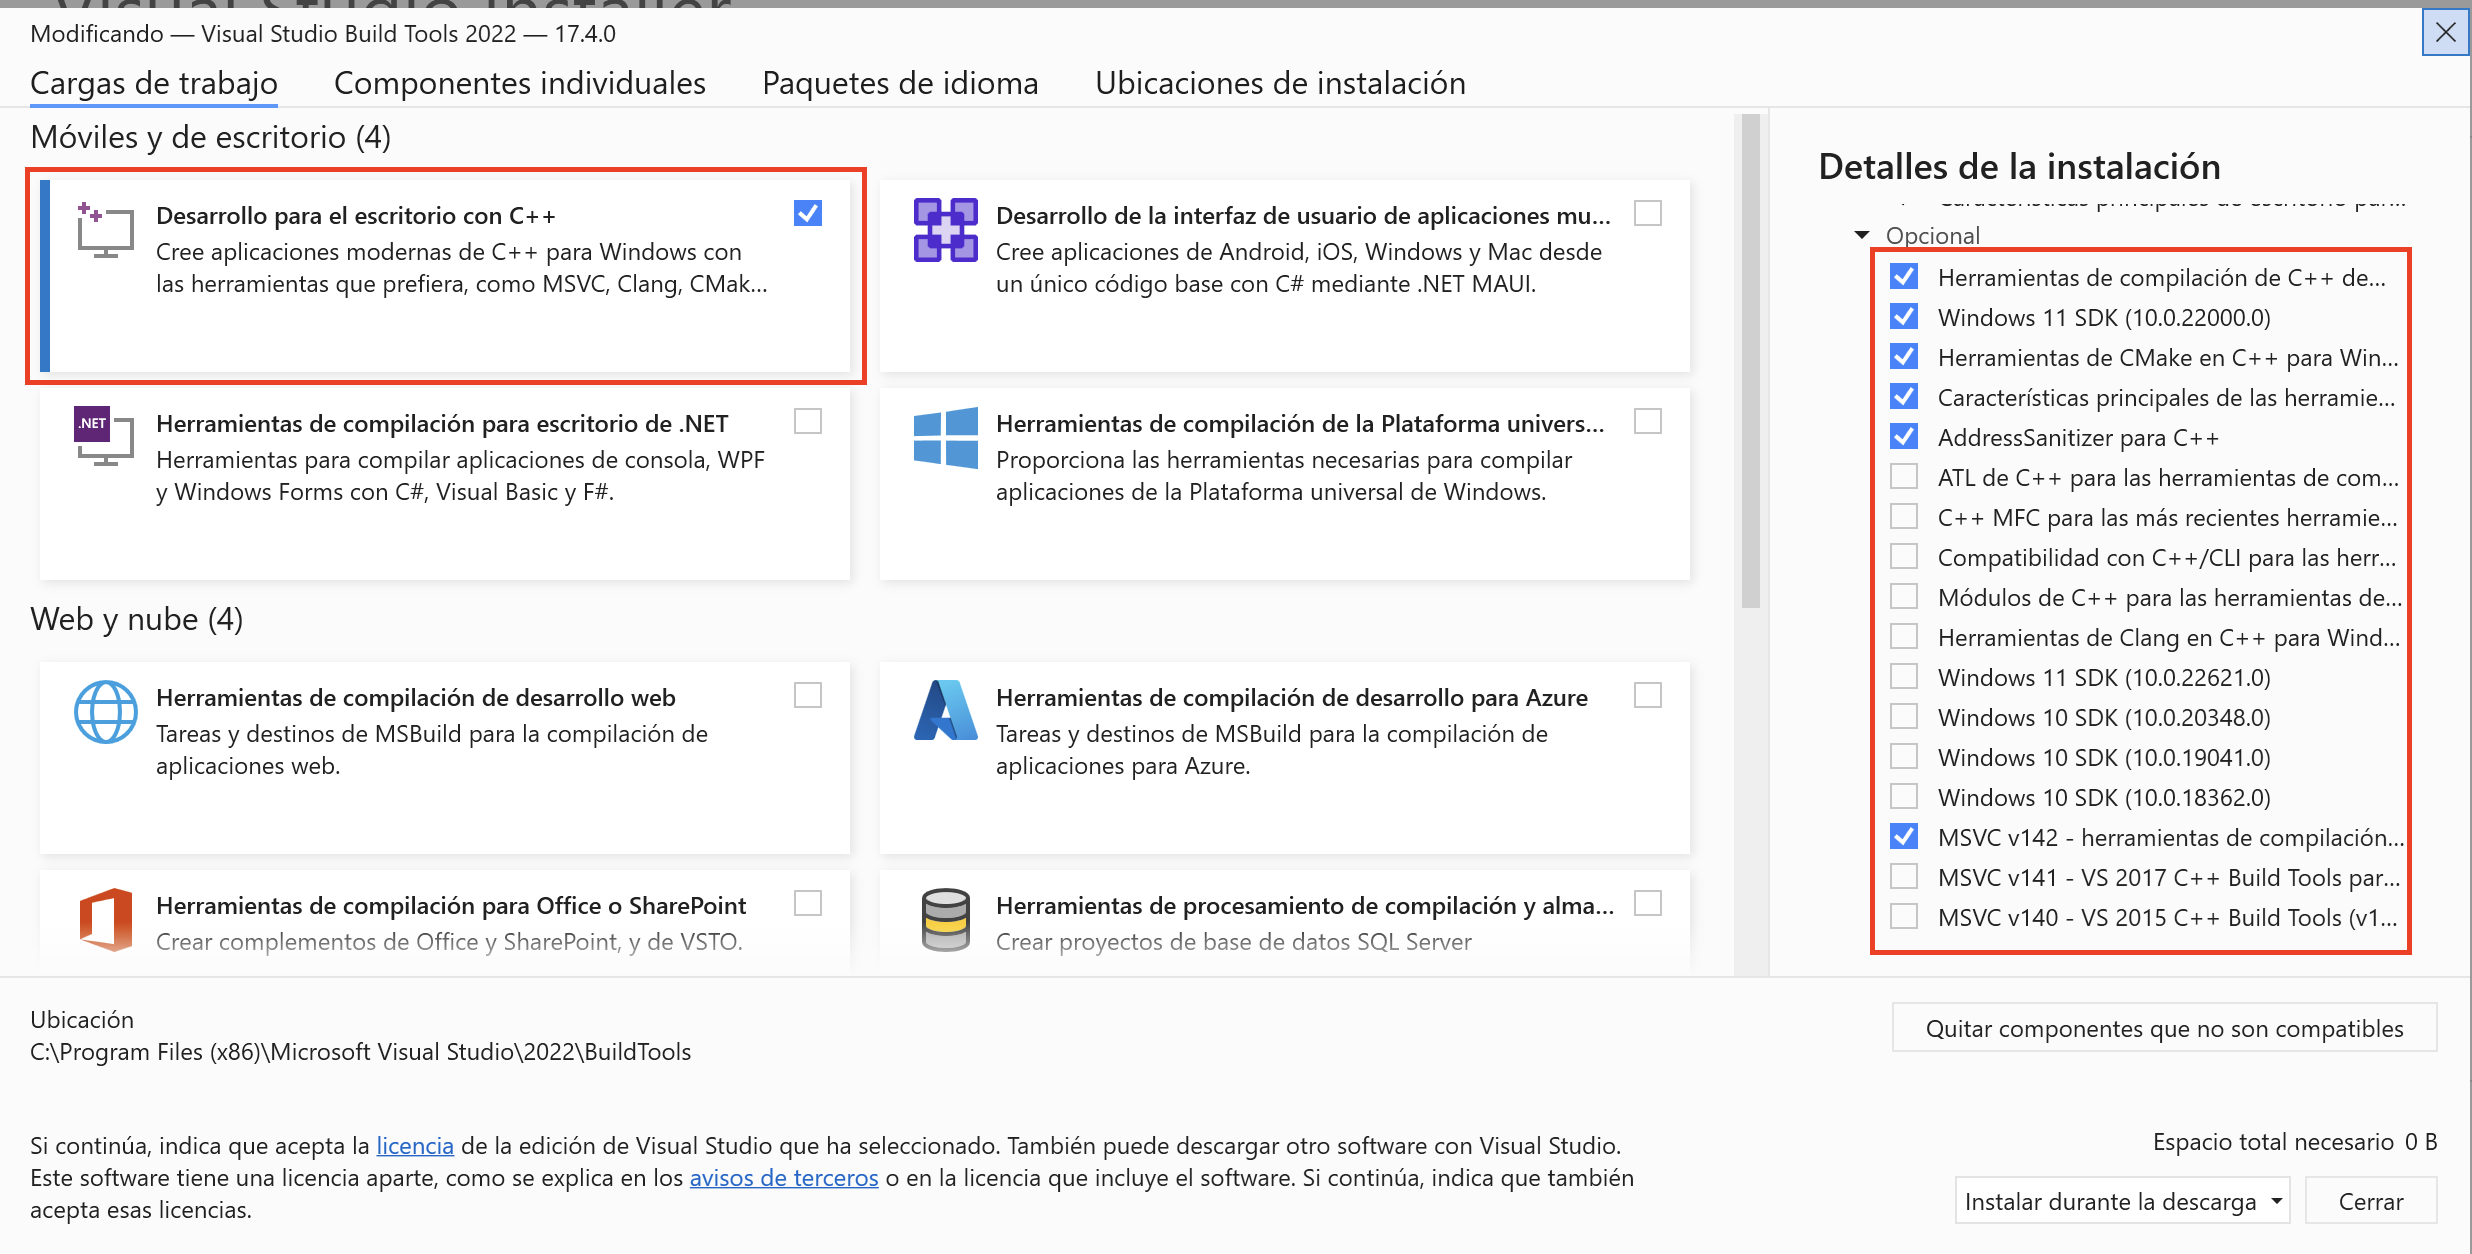 Visual Studio Installer
Modificando — Visual Studio Build Tools 2022 — 17.4.0
Cargas de trabajo
Componentes individuales
Paquetes de idioma
Ubicaciones de instalación
Móviles y de escritorio (4)
Desarrollo para el escritorio con C++
Cree aplicaciones modernas de C++ para Windows con
las herramientas que prefiera, como MSVC, Clang, CMak...
Desarrollo de la interfaz de usuario de aplicaciones mu...
Cree aplicaciones de Android, iOS, Windows y Mac desde
un único código base con C# mediante .NET MAUI.
.NET
Herramientas de compilación para escritorio de .NET
Herramientas para compilar aplicaciones de consola, WPF
y Windows Forms con C#, Visual Basic y F#.
Herramientas de compilación de la Plataforma univers...
Proporciona las herramientas necesarias para compilar
aplicaciones de la Plataforma universal de Windows.
Web y nube (4)
Herramientas de compilación de desarrollo web
Tareas y destinos de MSBuild para la compilación de
aplicaciones web.
Herramientas de compilación de desarrollo para Azure
Tareas y destinos de MSBuild para la compilación de
aplicaciones para Azure.
Herramientas de compilación para Office o SharePoint
Crear complementos de Office y SharePoint, y de VSTO.
Herramientas de procesamiento de compilación y alma...
Crear proyectos de base de datos SQL Server
Detalles de la instalación
Características principales de escritorio par...
Opcional
Herramientas de compilación de C++ de...
Windows 11 SDK (10.0.22000.0)
Herramientas de CMake en C++ para Win...
Características principales de las herramie...
AddressSanitizer para C++
ATL de C++ para las herramientas de com...
C++ MFC para las más recientes herramie...
Compatibilidad con C++/CLI para las herr...
Módulos de C++ para las herramientas de...
Herramientas de Clang en C++ para Wind...
Windows 11 SDK (10.0.22621.0)
Windows 10 SDK (10.0.20348.0)
Windows 10 SDK (10.0.19041.0)
Windows 10 SDK (10.0.18362.0)
MSVC v142 - herramientas de compilación...
MSVC v141 - VS 2017 C++ Build Tools par...
MSVC v140 - VS 2015 C++ Build Tools (v1...
Ubicación
C:\Program Files (x86)\Microsoft Visual Studio\2022\BuildTools
Quitar componentes que no son compatibles
Si continúa, indica que acepta la licencia de la edición de Visual Studio que ha seleccionado. También puede descargar otro software con Visual Studio.
Este software tiene una licencia aparte, como se explica en los avisos de terceros o en la licencia que incluye el software. Si continúa, indica que también
acepta esas licencias.
Espacio total necesario 0 B
Instalar durante la descarga
Cerrar